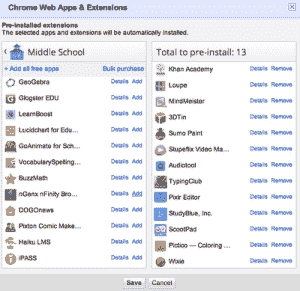 Chrome Web Apps & Extensions
Pre-installed extensions
The selected apps and extensions will be automatically installed.
Middle School
+ Add all free apps Bulk purchase
GeoGebra Details Add
Glogster EDU Details Add
LearnBoost Details Add
Lucidchart for Edu... Details Add
GoAnimate for Sch... Details Add
VocabularySpelling... Details Add
BuzzMath Details Add
nGenx nFinity Bro... Details Add
DOGOnews Details Add
Pixton Comic Make... Details Add
Haiku LMS Details Add
iPASS Details Add
Total to pre-install: 13
Khan Academy Details Remove
Loupe Details Remove
MindMeister Details Remove
3DTin Details Remove
Sumo Paint Details Remove
Stupeflix Video Ma... Details Remove
Audiotool Details Remove
TypingClub Details Remove
Pixlr Editor Details Remove
StudyBlue, Inc. Details Remove
ScootPad Details Remove
Pictico — Coloring ... Details Remove
Wixie Details Remove
Save Cancel